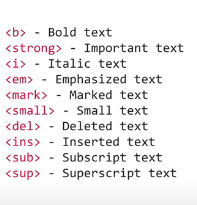 <b> - Bold text
<strong> - Important text
<i> - Italic text
<em> - Emphasized text
<mark> - Marked text
<small> - Small text
<del> - Deleted text
<ins> - Inserted text
<sub> - Subscript text
<sup> - Superscript text